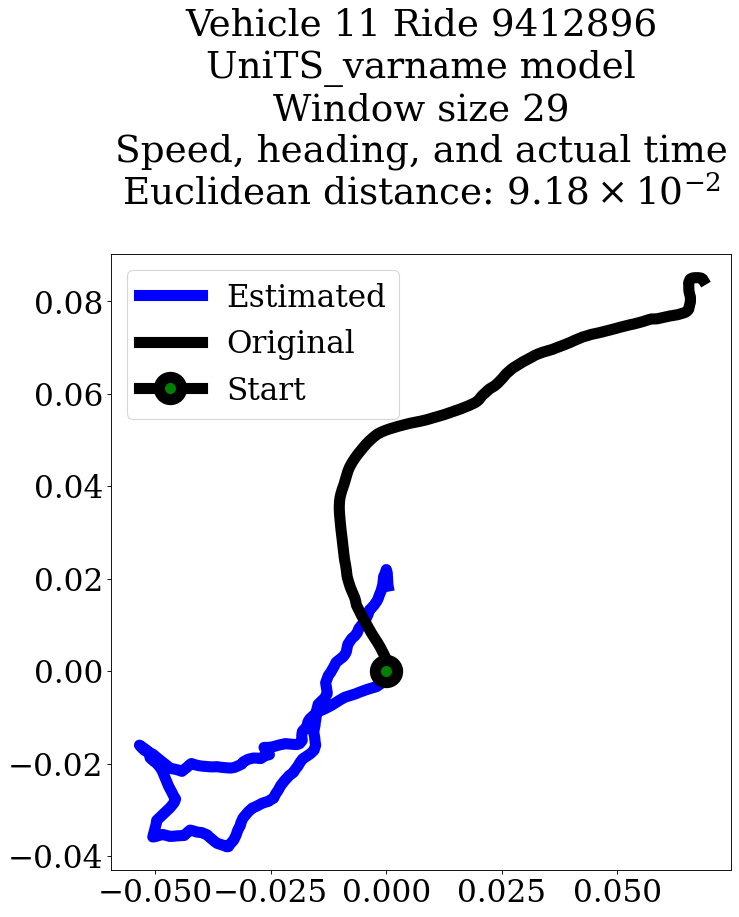 Vehicle 11 Ride 9412896
UniTS_varname model
Window size 29
Speed, heading, and actual time
Euclidean distance: 9.18 × 10⁻²
Estimated
Original
Start
0.08
0.06
0.04
0.02
0.00
−0.02
−0.04
−0.050 −0.025 0.000 0.025 0.050